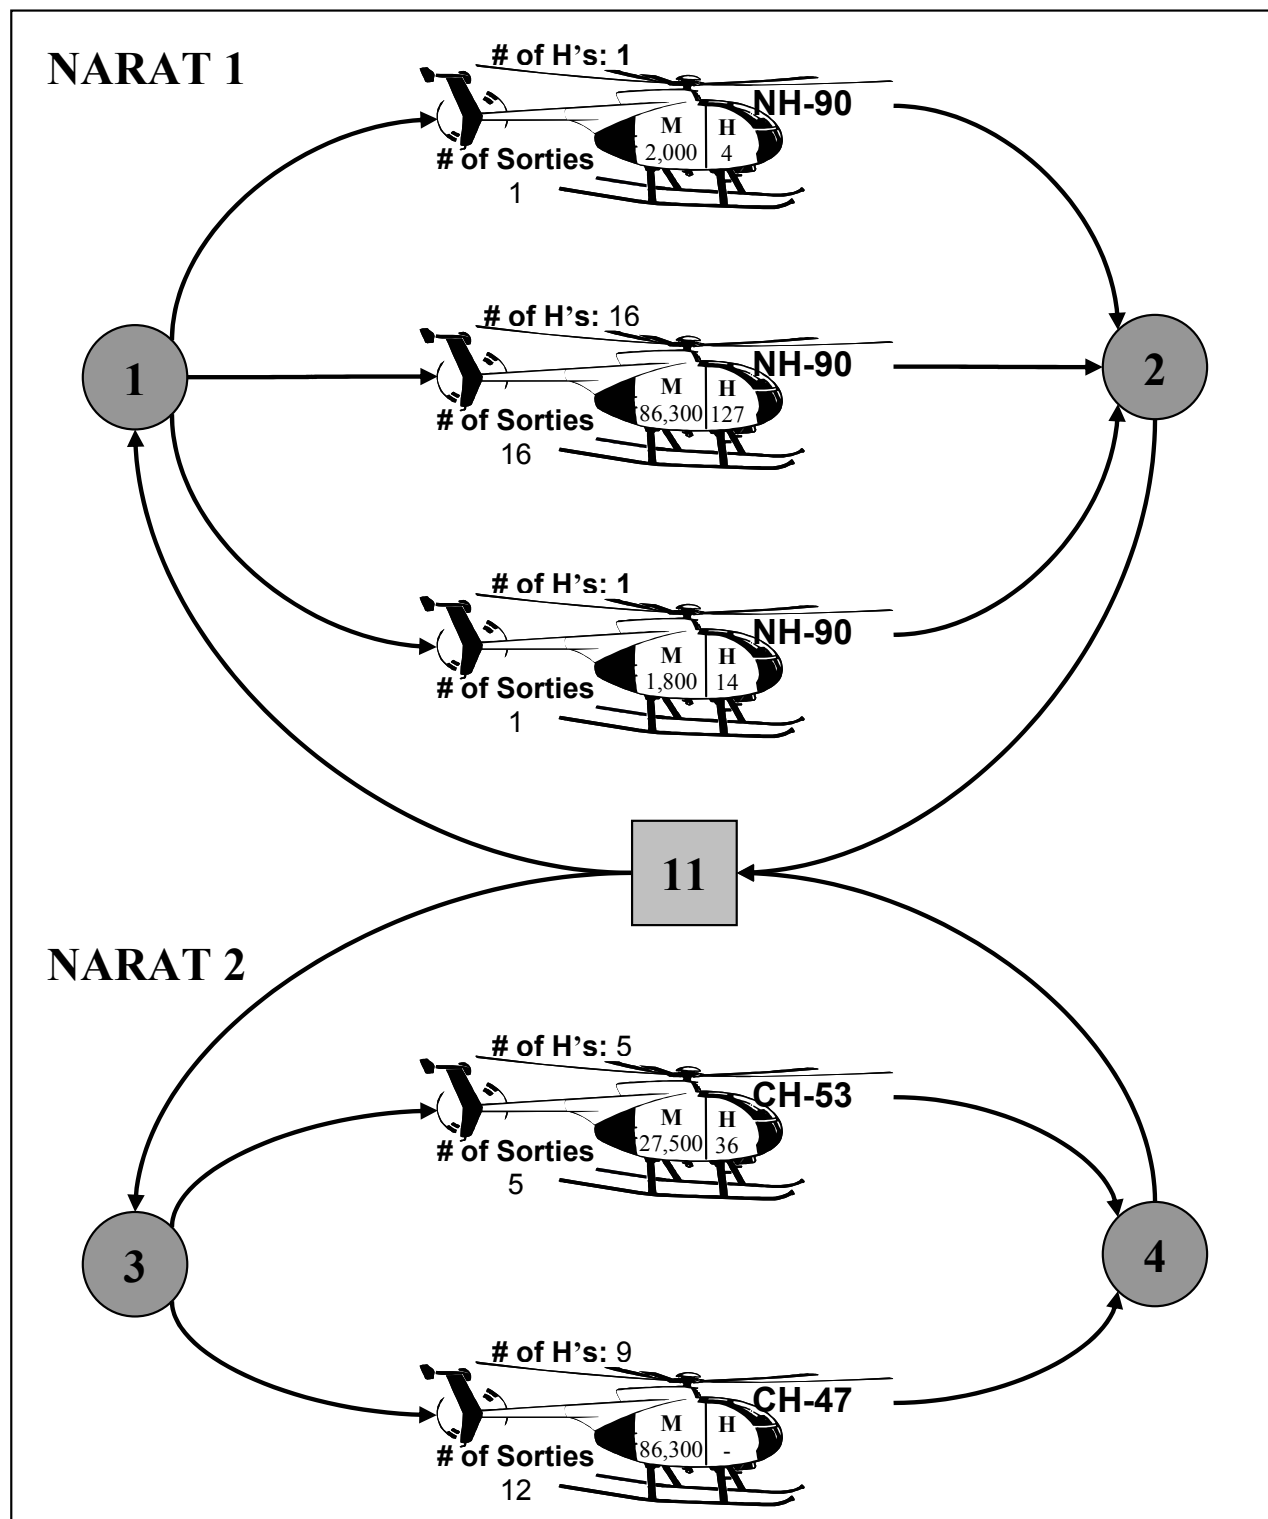 NARAT 1
# of H's: 1
NH-90
M H
2,000 4
# of Sorties
1
# of H's: 16
NH-90
M H
86,300 127
# of Sorties
16
1
2
# of H's: 1
NH-90
M H
1,800 14
# of Sorties
1
11
NARAT 2
# of H's: 5
CH-53
M H
27,500 36
# of Sorties
5
3
4
# of H's: 9
CH-47
M H
86,300 -
# of Sorties
12